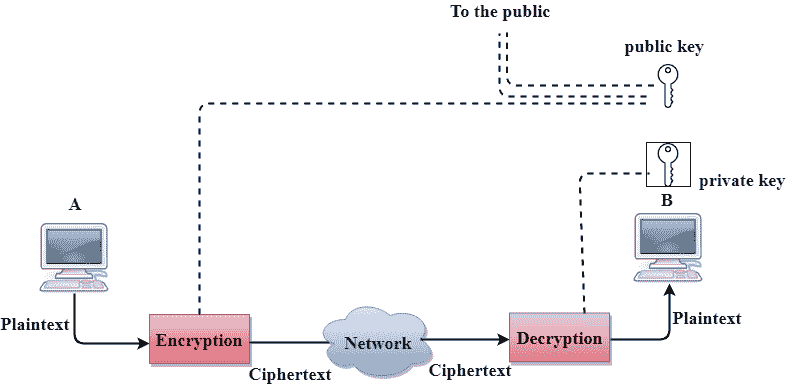 To the public
public key
private key
A
B
Plaintext
Encryption
Ciphertext
Network
Ciphertext
Decryption
Plaintext